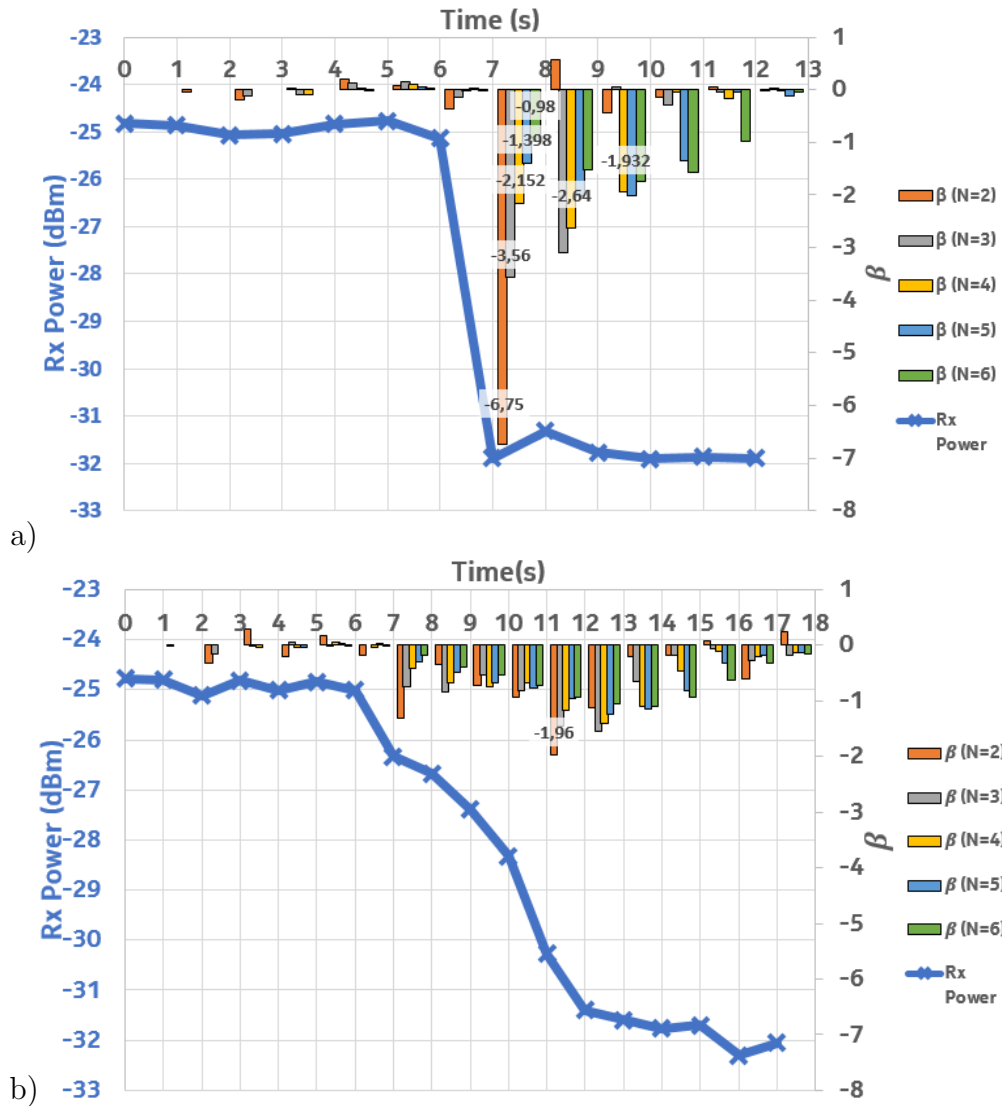 Time (s)
-23
-24
-25
-26
-27
-28
-29
-30
-31
-32
-33
Rx Power (dBm)
0 1 2 3 4 5 6 7 8 9 10 11 12 13
-0,98
-1,398
-2,152
-3,56
-6,75
-2,64
-1,932
1
0
-1
-2
-3
-4
-5
-6
-7
-8
β
β (N=2)
β (N=3)
β (N=4)
β (N=5)
β (N=6)
Rx
Power
a)
Time(s)
-23
-24
-25
-26
-27
-28
-29
-30
-31
-32
-33
Rx Power (dBm)
0 1 2 3 4 5 6 7 8 9 10 11 12 13 14 15 16 17 18
-1,96
1
0
-1
-2
-3
-4
-5
-6
-7
-8
β
β (N=2)
β (N=3)
β (N=4)
β (N=5)
β (N=6)
Rx
Power
b)